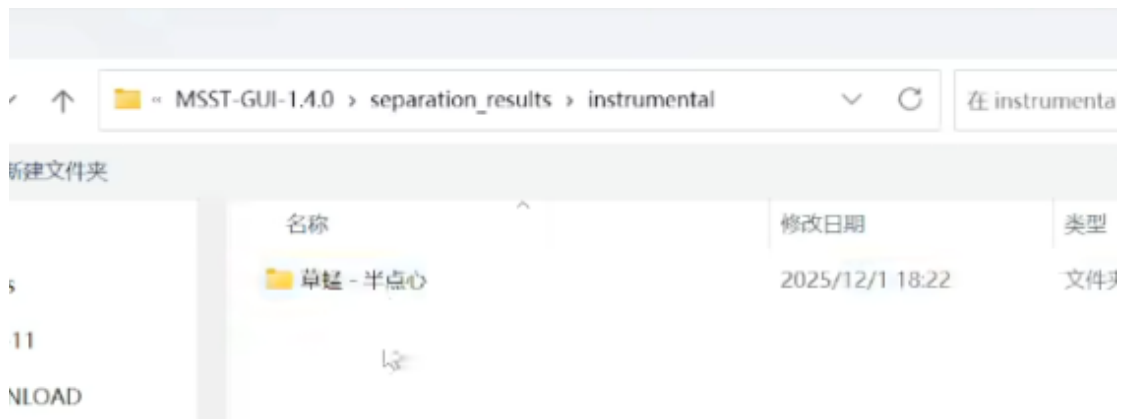 « MSST-GUI-1.4.0 › separation_results › instrumental
在 instrumenta
新建文件夹
名称 修改日期 类型
草蜢 - 半点心 2025/12/1 18:22 文件夹
s
11
NLOAD